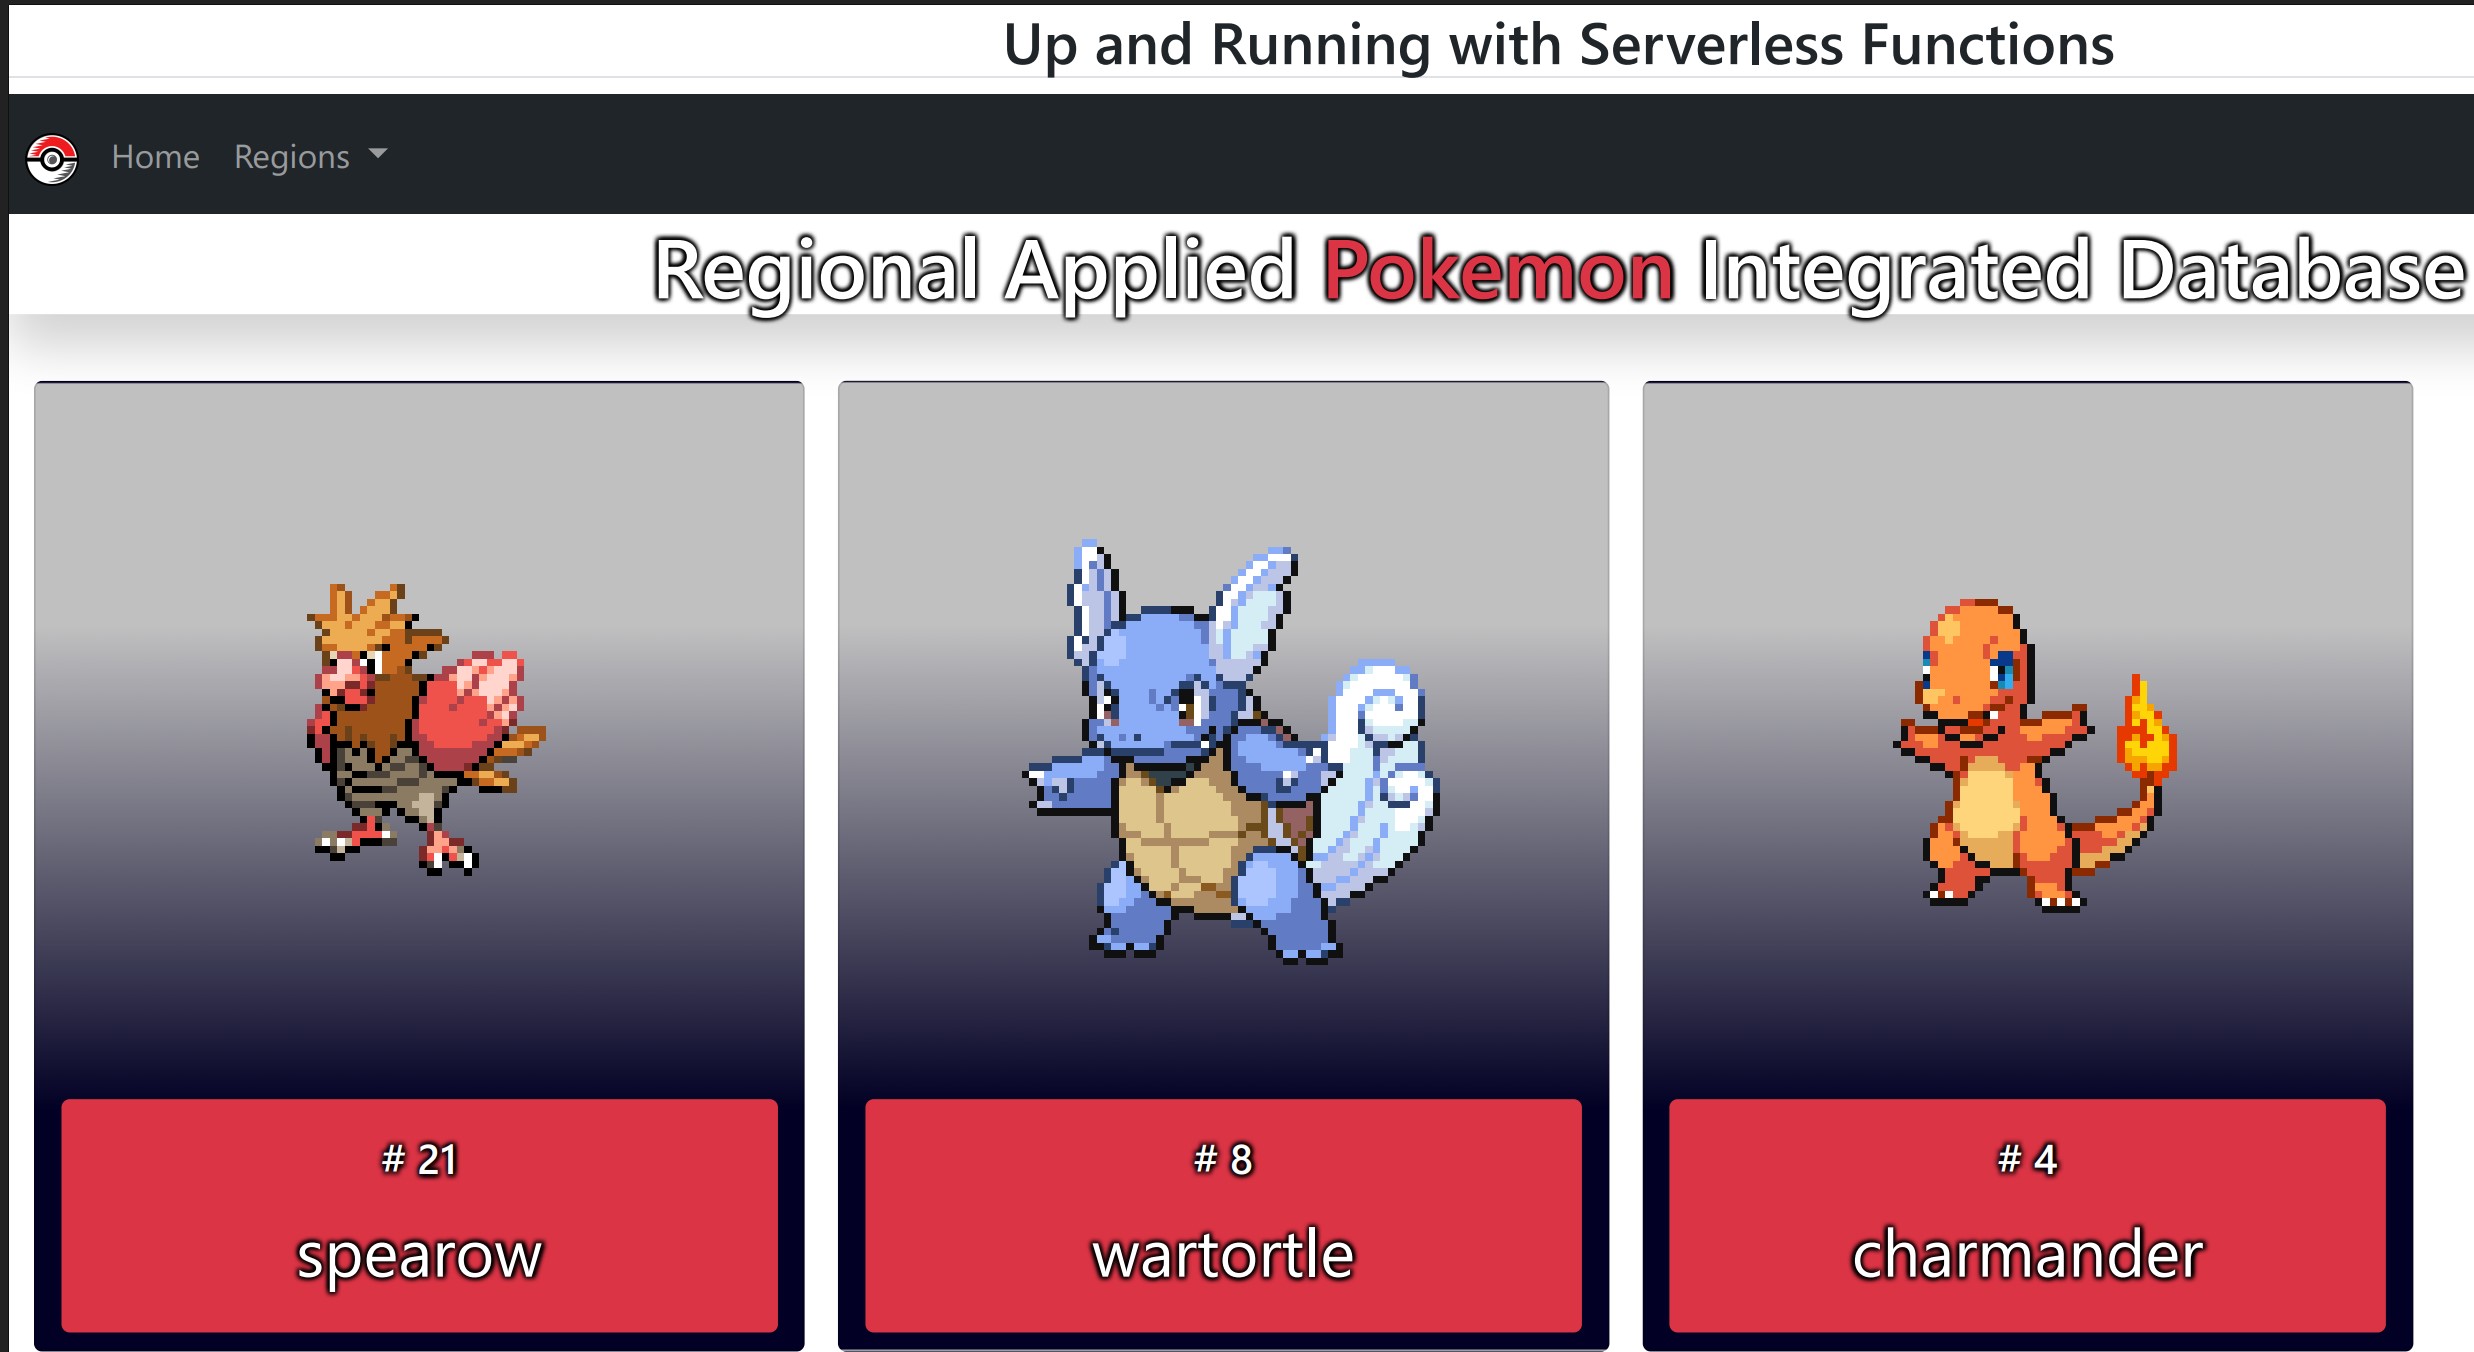 Up and Running with Serverless Functions
Home Regions
Regional Applied Pokemon Integrated Database
# 21
spearow
# 8
wartortle
# 4
charmander